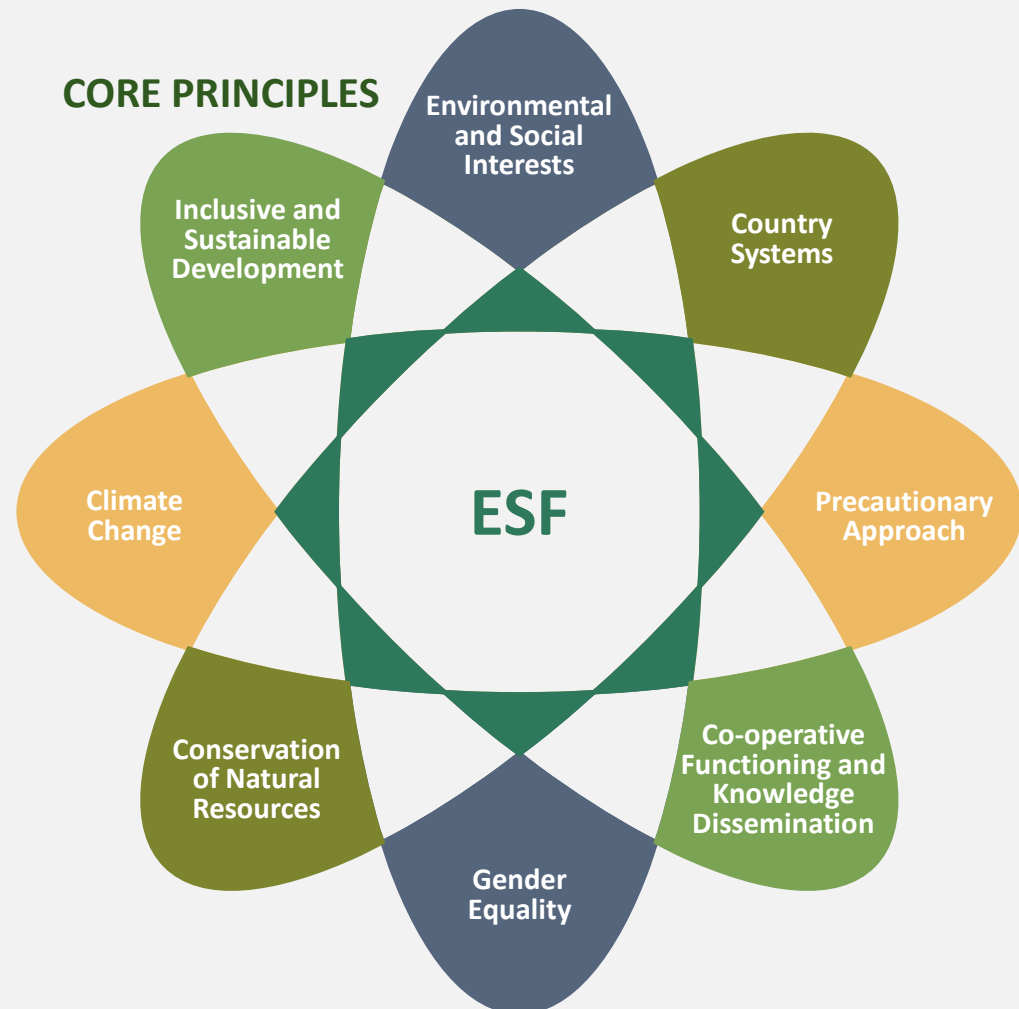 CORE PRINCIPLES
Environmental
and Social
Interests
Country
Systems
Precautionary
Approach
Co-operative
Functioning and
Knowledge
Dissemination
Gender
Equality
Conservation
of Natural
Resources
Climate
Change
Inclusive and
Sustainable
Development
ESF